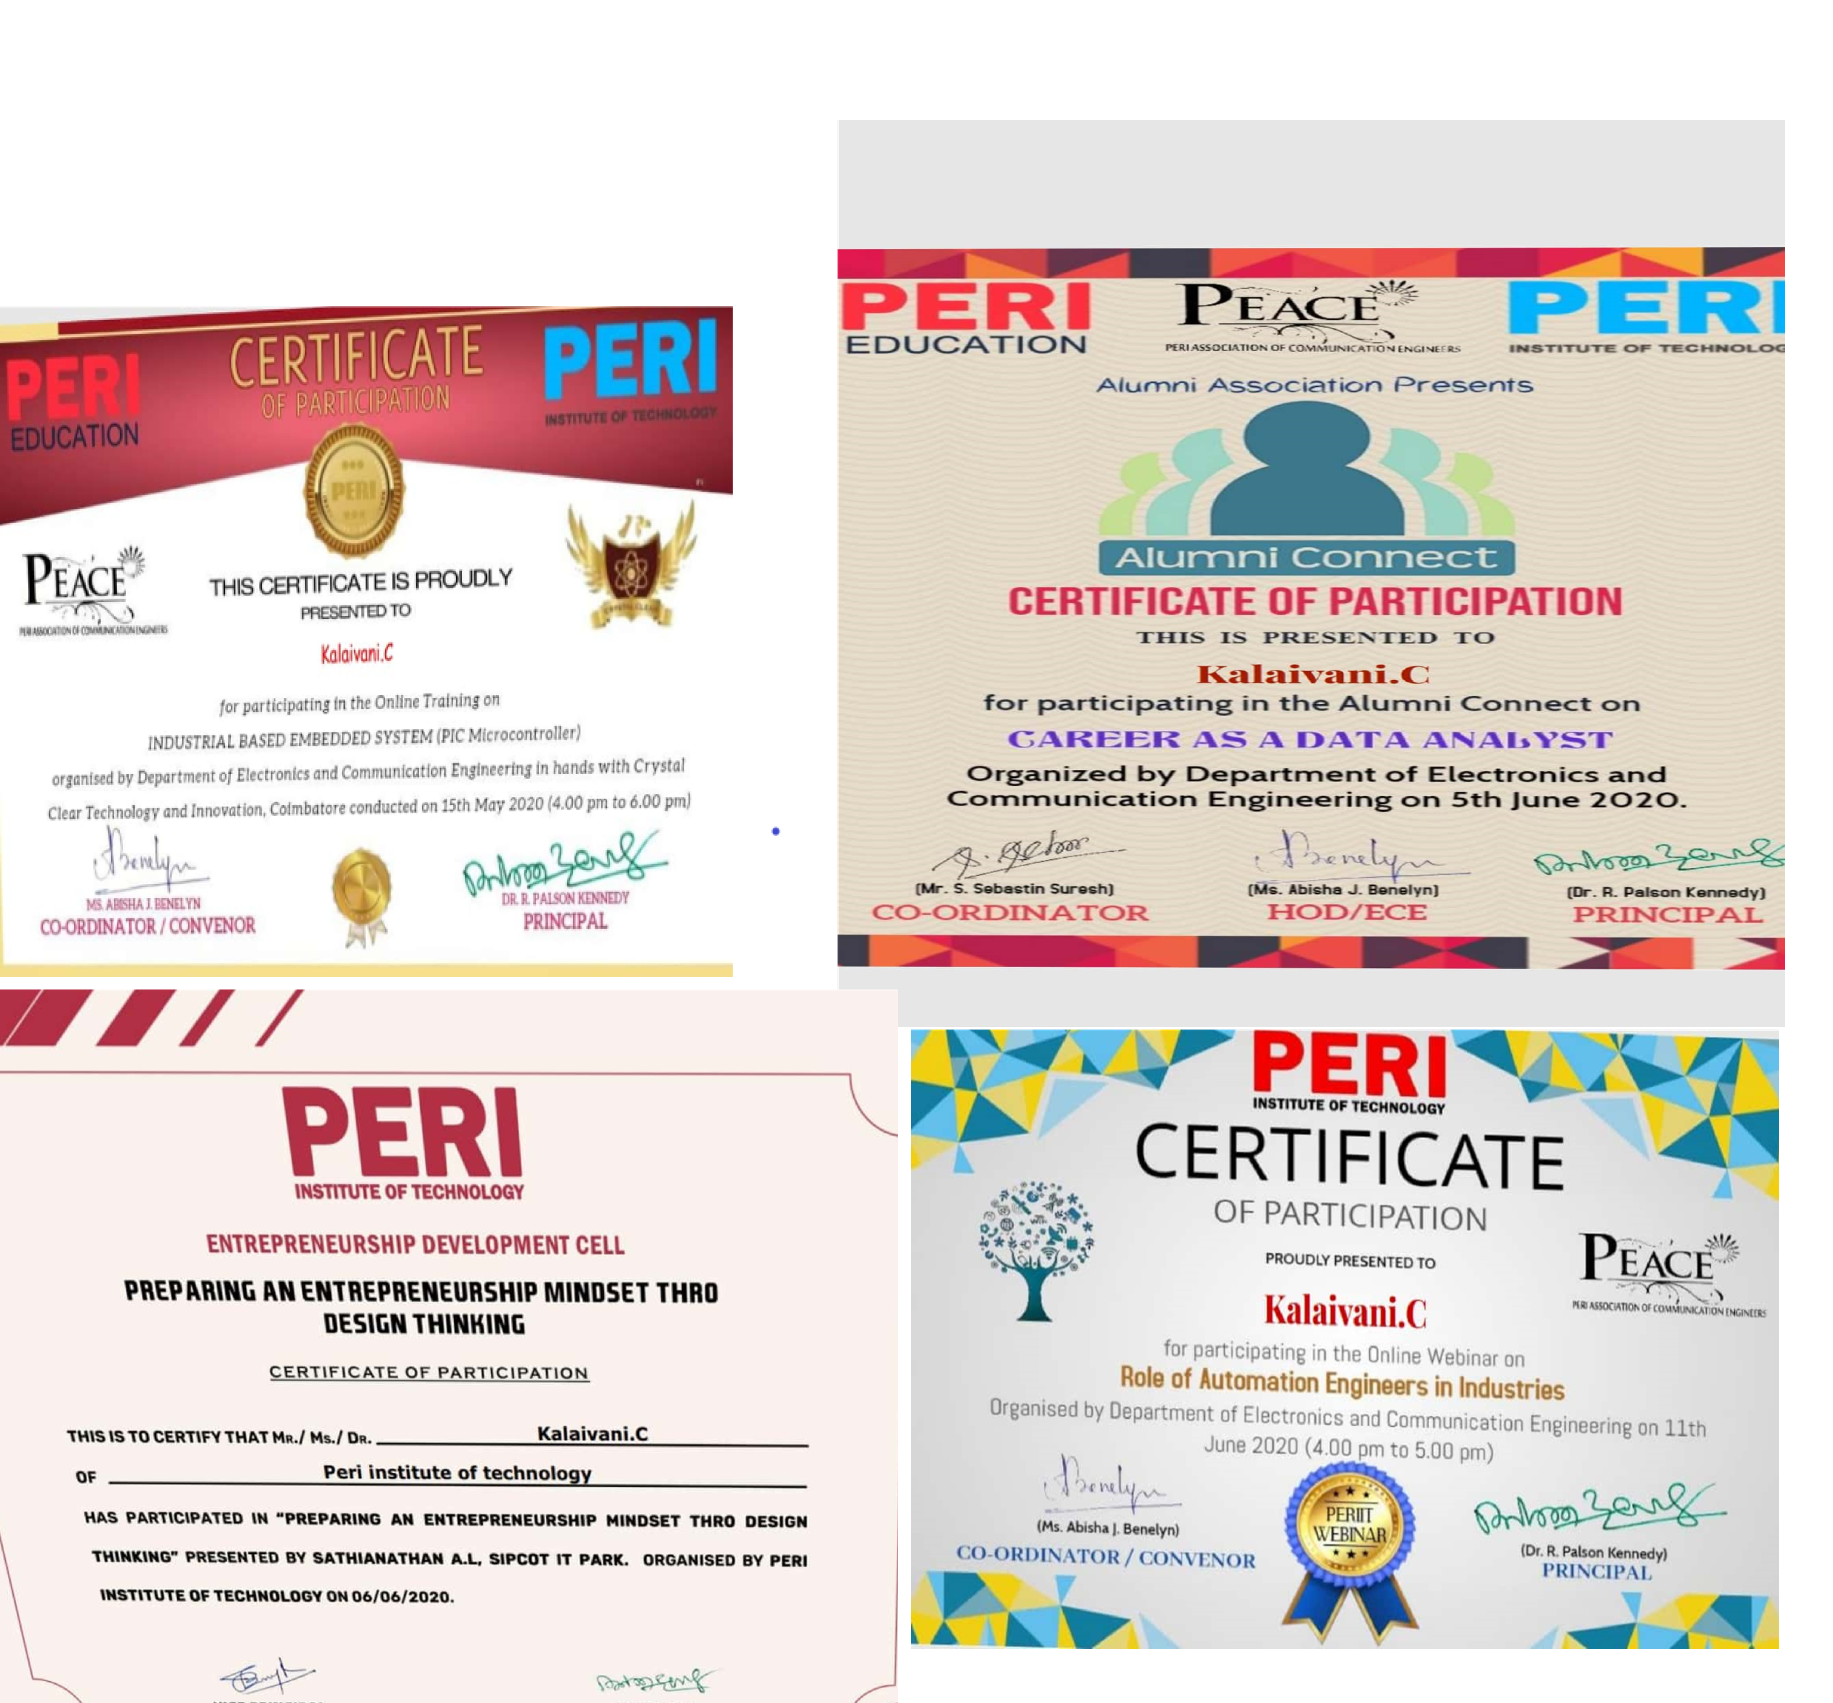 PERI
EDUCATION
CERTIFICATE
OF PARTICIPATION
PERI
INSTITUTE OF TECHNOLOGY
PERI
PEACE
PERI ASSOCIATION OF COMMUNICATION ENGINEERS
THIS CERTIFICATE IS PROUDLY
PRESENTED TO
Kalaivani.C
for participating in the Online Training on
INDUSTRIAL BASED EMBEDDED SYSTEM (PIC Microcontroller)
organised by Department of Electronics and Communication Engineering in hands with Crystal
Clear Technology and Innovation, Coimbatore conducted on 15th May 2020 (4.00 pm to 6.00 pm)
MS. ABISHA J. BENELYN
CO-ORDINATOR / CONVENOR
DR. R. PALSON KENNEDY
PRINCIPAL
PERI
EDUCATION
PEACE
PERI ASSOCIATION OF COMMUNICATION ENGINEERS
PERI
INSTITUTE OF TECHNOLOG
Alumni Association Presents
Alumni Connect
CERTIFICATE OF PARTICIPATION
THIS IS PRESENTED TO
Kalaivani.C
for participating in the Alumni Connect on
CAREER AS A DATA ANALYST
Organized by Department of Electronics and
Communication Engineering on 5th June 2020.
(Mr. S. Sebastin Suresh)
CO-ORDINATOR
(Ms. Abisha J. Benelyn)
HOD/ECE
(Dr. R. Palson Kennedy)
PRINCIPAL
PERI
INSTITUTE OF TECHNOLOGY
ENTREPRENEURSHIP DEVELOPMENT CELL
PREPARING AN ENTREPRENEURSHIP MINDSET THRO
DESIGN THINKING
CERTIFICATE OF PARTICIPATION
THIS IS TO CERTIFY THAT MR./ MS./ DR. Kalaivani.C
OF Peri institute of technology
HAS PARTICIPATED IN "PREPARING AN ENTREPRENEURSHIP MINDSET THRO DESIGN
THINKING" PRESENTED BY SATHIANATHAN A.L, SIPCOT IT PARK. ORGANISED BY PERI
INSTITUTE OF TECHNOLOGY ON 06/06/2020.
PERI
INSTITUTE OF TECHNOLOGY
CERTIFICATE
OF PARTICIPATION
PROUDLY PRESENTED TO
PEACE
PERI ASSOCIATION OF COMMUNICATION ENGINEERS
Kalaivani.C
for participating in the Online Webinar on
Role of Automation Engineers in Industries
Organised by Department of Electronics and Communication Engineering on 11th
June 2020 (4.00 pm to 5.00 pm)
(Ms. Abisha J. Benelyn)
CO-ORDINATOR / CONVENOR
PERIIT
WEBINAR
(Dr. R. Palson Kennedy)
PRINCIPAL